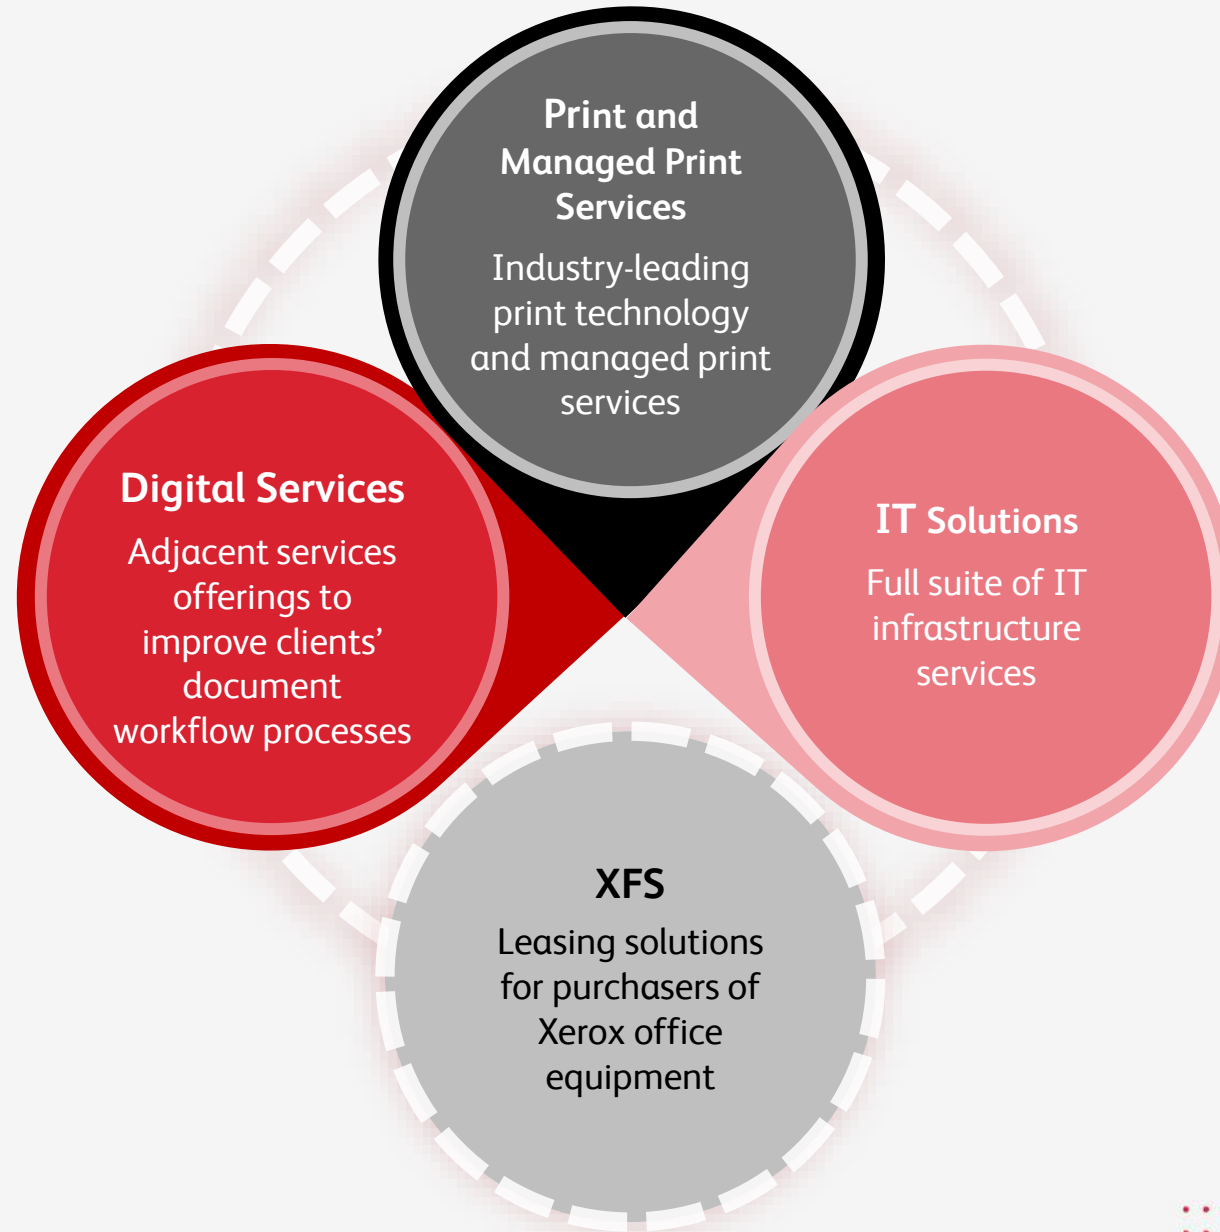 Print and
Managed Print
Services
Industry-leading
print technology
and managed print
services
Digital Services
Adjacent services
offerings to
improve clients’
document
workflow processes
IT Solutions
Full suite of IT
infrastructure
services
XFS
Leasing solutions
for purchasers of
Xerox office
equipment